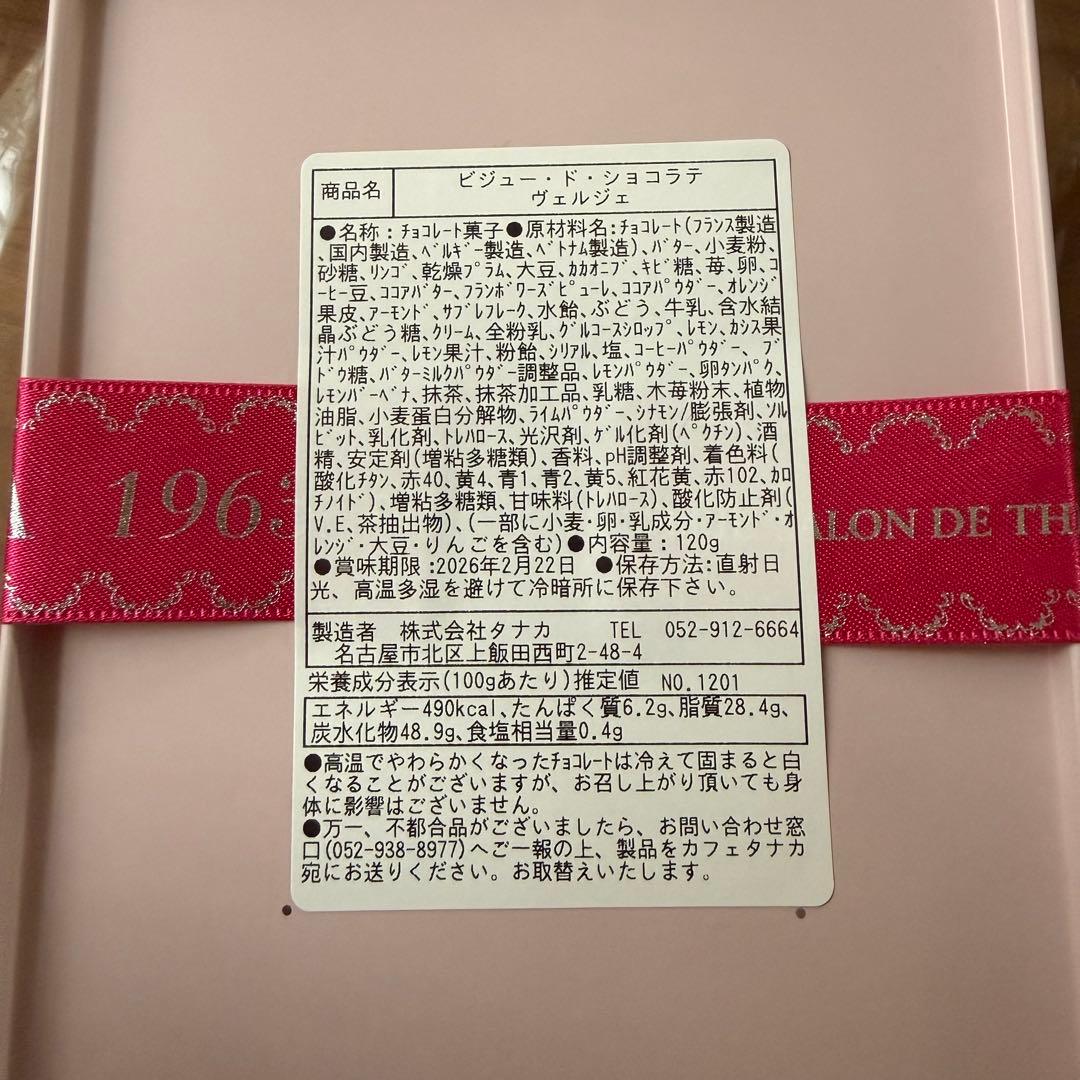 商品名
ビジュー・ド・ショコラテ
ヴェルジェ
●名称:ﾁｮｺﾚｰﾄ菓子●原材料名:ﾁｮｺﾚｰﾄ(ﾌﾗﾝｽ製造
、国内製造、ﾍﾞﾙｷﾞｰ製造、ﾍﾞﾄﾅﾑ製造)、ﾊﾞﾀｰ、小麦粉、
砂糖、ﾘﾝｺﾞ、乾燥ﾌﾟﾗﾑ、大豆、ｶｶｵﾆﾌﾞ、ｷﾋﾞ糖、苺、卵、ｺ
ｰﾋｰ豆、ｺｺｱﾊﾞﾀｰ、ﾌﾗﾝﾎﾞﾜｰｽﾞﾋﾟｭｰﾚ、ｺｺｱﾊﾟｳﾀﾞｰ、ｵﾚﾝｼﾞ
果皮、ｱｰﾓﾝﾄﾞ、ｻﾌﾞﾚﾌﾚｰｸ、水飴、ぶどう、牛乳、含水結
晶ぶどう糖、ｸﾘｰﾑ、全粉乳、ｸﾞﾙｺｰｽｼﾛｯﾌﾟ、ﾚﾓﾝ、ｶｼｽ果
汁ﾊﾟｳﾀﾞｰ、ﾚﾓﾝ果汁、粉飴、ｼﾘｱﾙ、塩、ｺｰﾋｰﾊﾟｳﾀﾞｰ、ﾌﾞ
ﾄﾞｳ糖、ﾊﾞﾀｰﾐﾙｸﾊﾟｳﾀﾞｰ調整品、ﾚﾓﾝﾊﾟｳﾀﾞｰ、卵ﾀﾝﾊﾟｸ、
ﾚﾓﾝﾊﾞｰﾍﾞﾅ、抹茶、抹茶加工品、乳糖、木苺粉末、植物
油脂、小麦蛋白分解物、ﾗｲﾑﾊﾟｳﾀﾞｰ、ｼﾅﾓﾝ/膨張剤、ｿﾙ
ﾋﾞｯﾄ、乳化剤、ﾄﾚﾊﾛｰｽ、光沢剤、ｹﾞﾙ化剤(ﾍﾟｸﾁﾝ)、酒
精、安定剤(増粘多糖類)、香料、pH調整剤、着色料(
酸化ﾁﾀﾝ、赤40、黄4、青1、青2、黄5、紅花黄、赤102、ｶﾛ
ﾁﾉｲﾄﾞ)、増粘多糖類、甘味料(ﾄﾚﾊﾛｰｽ)、酸化防止剤(
V.E、茶抽出物)、(一部に小麦・卵・乳成分・ｱｰﾓﾝﾄﾞ・ｵ
ﾚﾝｼﾞ・大豆・りんごを含む)●内容量:120g
●賞味期限:2026年2月22日 ●保存方法:直射日
光、高温多湿を避けて冷暗所に保存下さい。
製造者 株式会社タナカ TEL 052-912-6664
名古屋市北区上飯田西町2-48-4
栄養成分表示(100gあたり)推定値 NO.1201
エネルギー490kcal、たんぱく質6.2g、脂質28.4g、
炭水化物48.9g、食塩相当量0.4g
●高温でやわらかくなったﾁｮｺﾚｰﾄは冷えて固まると白
くなることがございますが、お召し上がり頂いても身
体に影響はございません。
●万一、不都合品がございましたら、お問い合わせ窓
口(052-938-8977)へご一報の上、製品をカフェタナカ
宛にお送りください。お取替えいたします。
1963
ALON DE TH